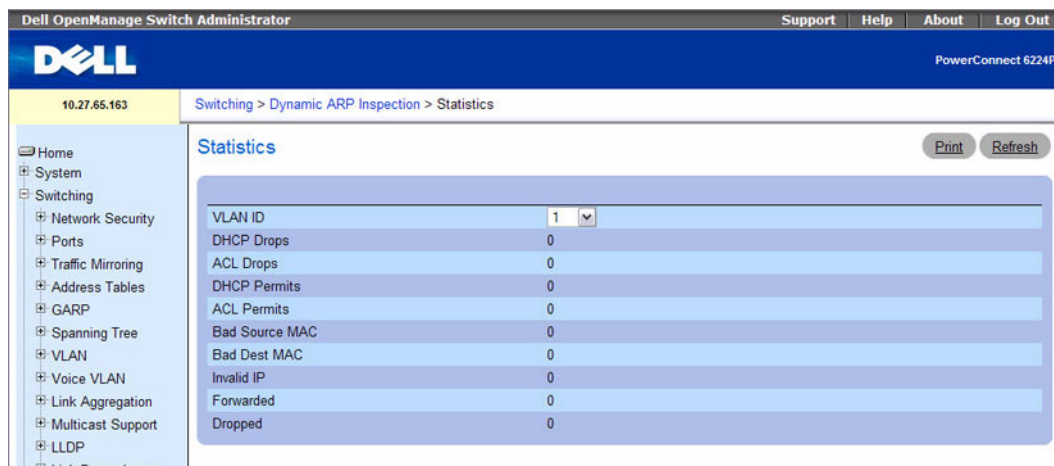 Dell OpenManage Switch Administrator
Support Help About Log Out
DELL
PowerConnect 6224P
10.27.65.163
Switching > Dynamic ARP Inspection > Statistics
Home
System
Switching
Network Security
Ports
Traffic Mirroring
Address Tables
GARP
Spanning Tree
VLAN
Voice VLAN
Link Aggregation
Multicast Support
LLDP
Statistics
Print Refresh
VLAN ID 1
DHCP Drops 0
ACL Drops 0
DHCP Permits 0
ACL Permits 0
Bad Source MAC 0
Bad Dest MAC 0
Invalid IP 0
Forwarded 0
Dropped 0